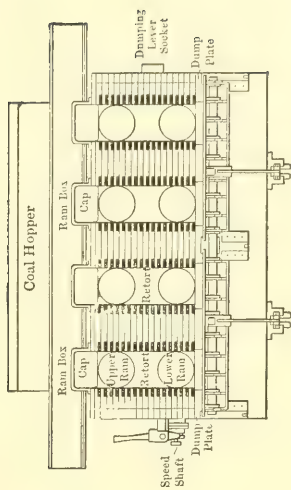 Coal Hopper
Ram Box
Ram Box
Cap
Cap
Dumping
Lever
Socket
Upper
Ram
Retort
Lower
Ram
Retort
Speed
Shaft
Dump
Plate
Dump
Plate